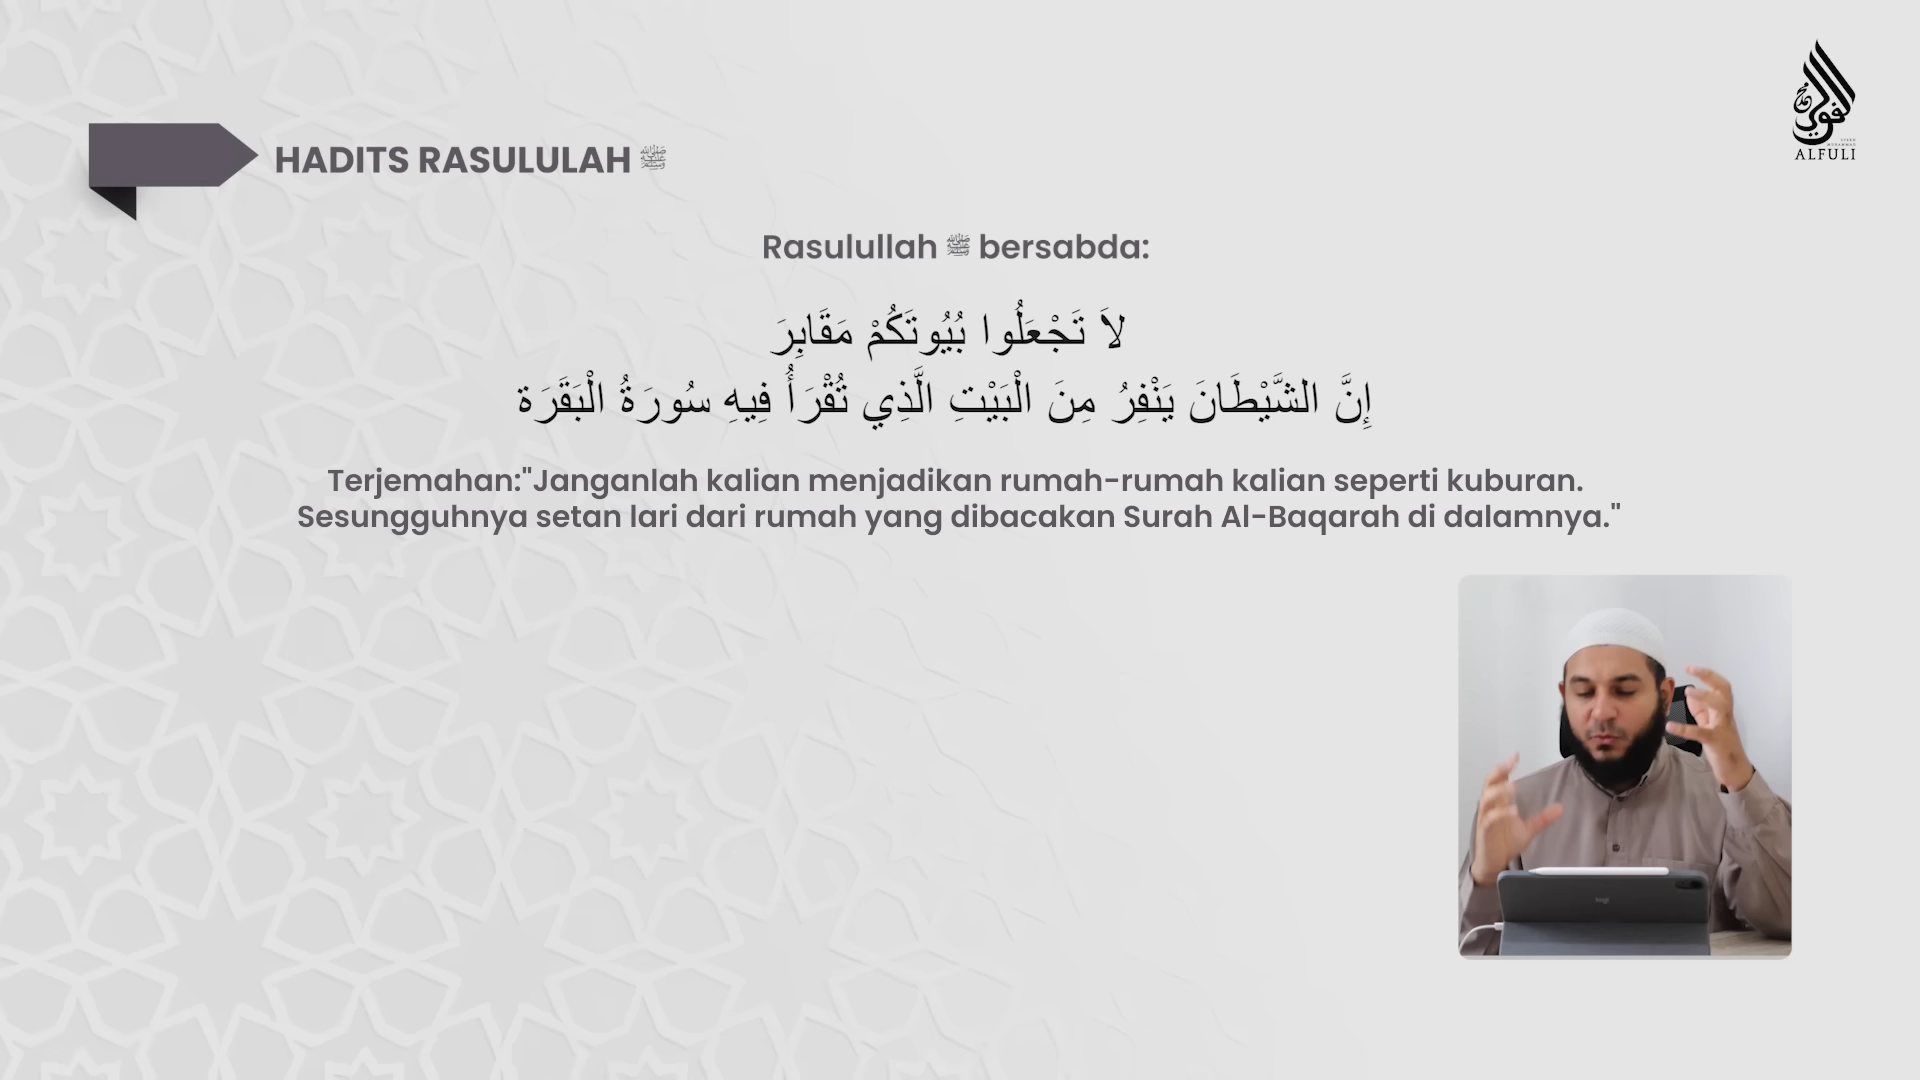 HADITS RASULULAH ﷺ
ALFULI
Rasulullah ﷺ bersabda:
لاَ تَجْعَلُوا بُيُوتَكُمْ مَقَابِرَ
إِنَّ الشَّيْطَانَ يَنْفِرُ مِنَ الْبَيْتِ الَّذِي تُقْرَأُ فِيهِ سُورَةُ الْبَقَرَة
Terjemahan:"Janganlah kalian menjadikan rumah-rumah kalian seperti kuburan.
Sesungguhnya setan lari dari rumah yang dibacakan Surah Al-Baqarah di dalamnya."